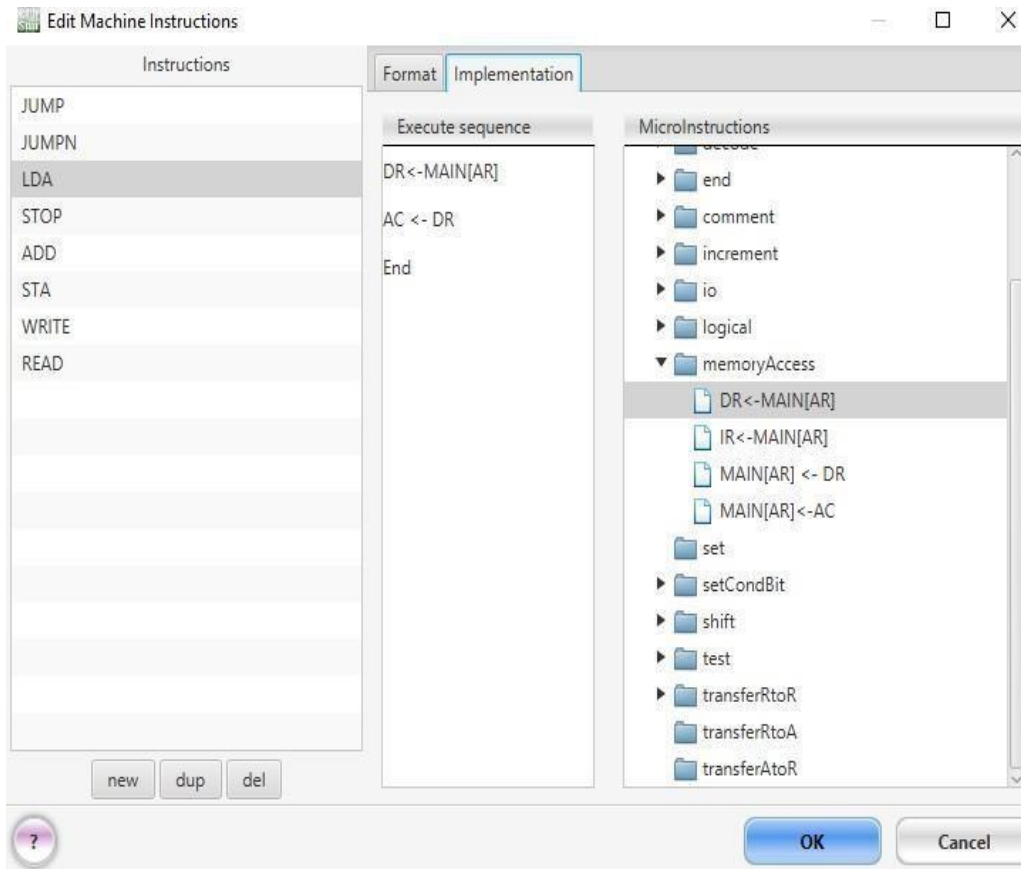 Edit Machine Instructions
Instructions
JUMP
JUMPN
LDA
STOP
ADD
STA
WRITE
READ
new dup del
Format Implementation
Execute sequence
DR<-MAIN[AR]
AC <- DR
End
MicroInstructions
decode
end
comment
increment
io
logical
memoryAccess
DR<-MAIN[AR]
IR<-MAIN[AR]
MAIN[AR] <- DR
MAIN[AR]<-AC
set
setCondBit
shift
test
transferRtoR
transferRtoA
transferAtoR
?
OK Cancel